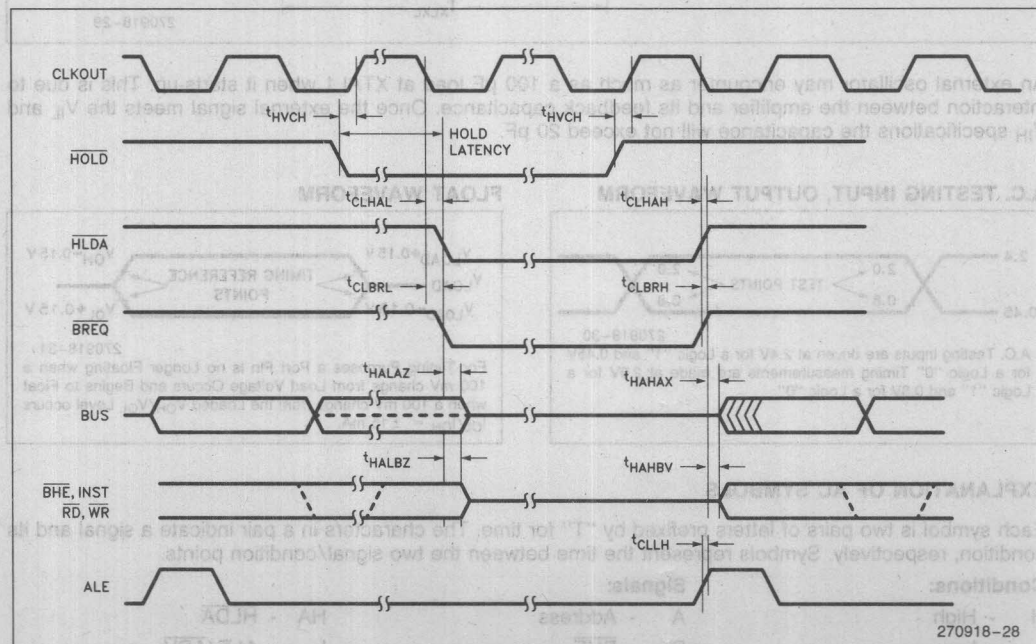 CLKOUT
tHVCH
HOLD LATENCY
tHVCH
HOLD
tCLHAL
tCLHAH
HLDA
tCLBRL
tCLBRH
BREQ
tHALAZ
tHAHAX
BUS
tHALBZ
tHAHBV
BHE, INST
RD, WR
tCLLH
ALE
270918-28